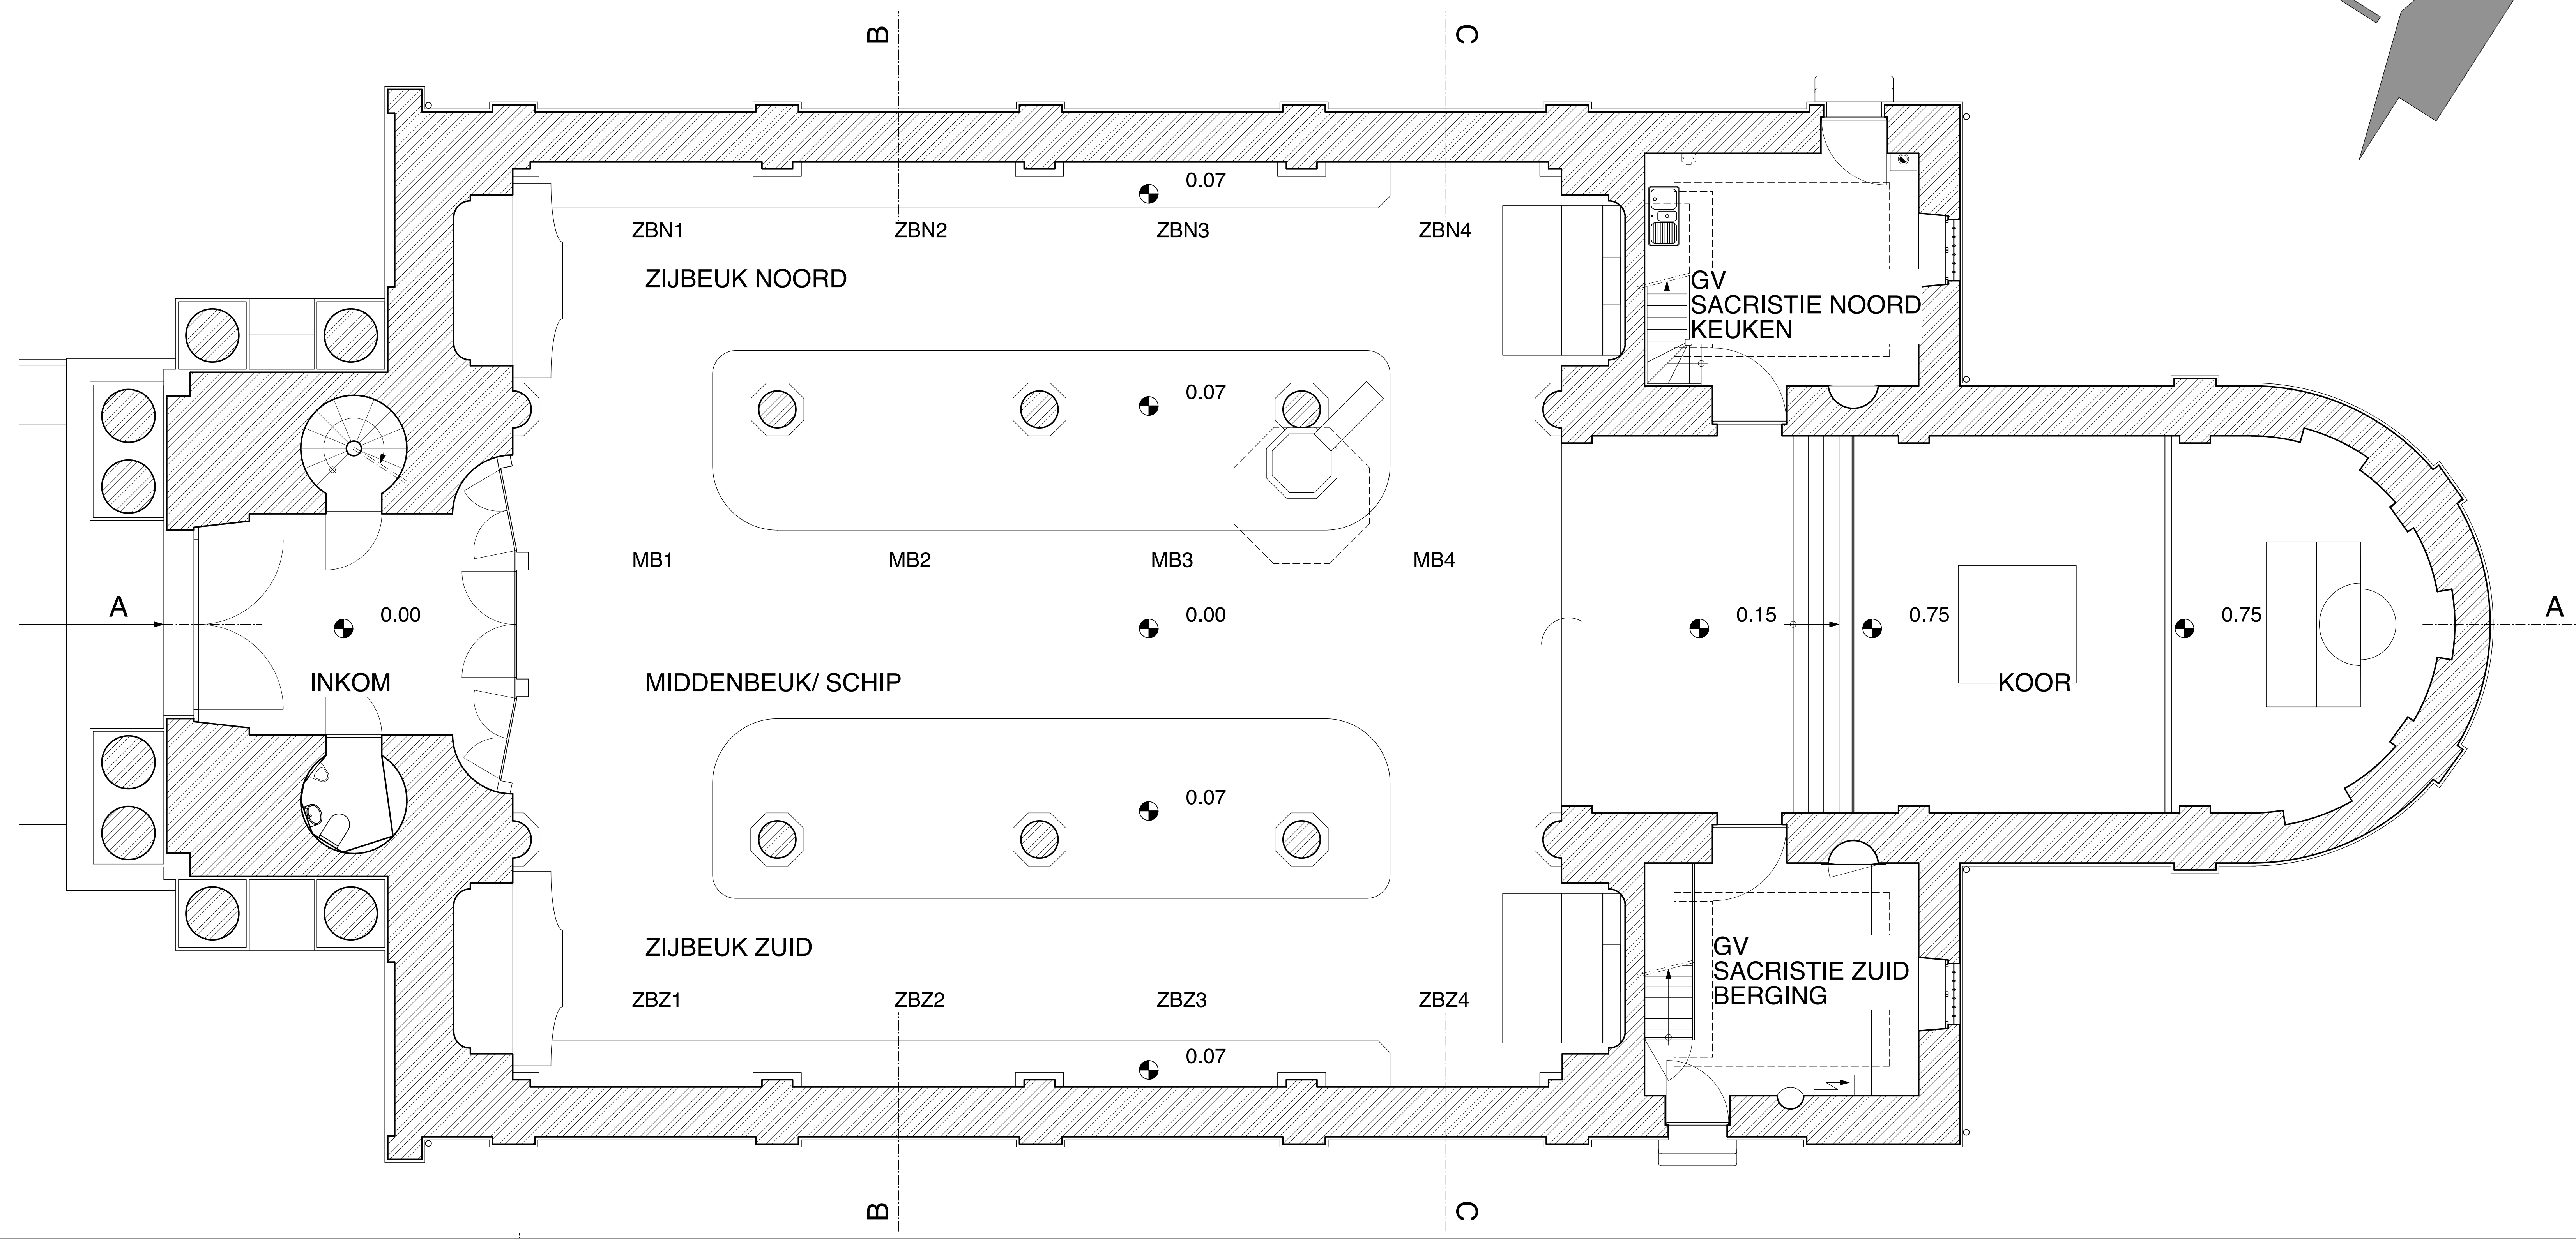 B
C
0.07
ZBN1
ZBN2
ZBN3
ZBN4
ZIJBEUK NOORD
GV
SACRISTIE NOORD
KEUKEN
0.07
MB1
MB2
MB3
MB4
A
0.00
0.00
0.15
0.75
0.75
A
INKOM
MIDDENBEUK/ SCHIP
KOOR
0.07
ZIJBEUK ZUID
GV
SACRISTIE ZUID
BERGING
ZBZ1
ZBZ2
ZBZ3
ZBZ4
0.07
B
C